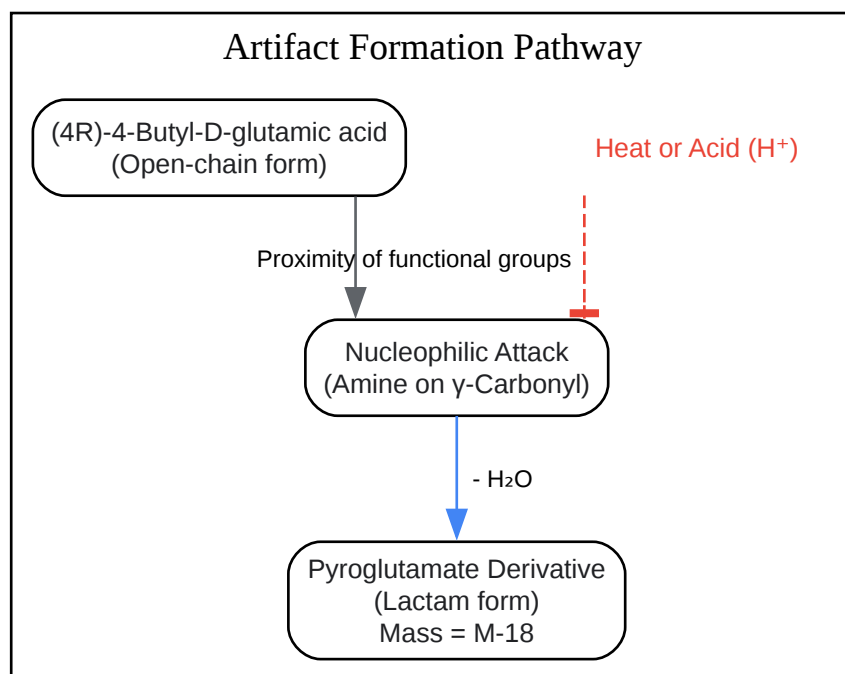 Artifact Formation Pathway
(4R)-4-Butyl-D-glutamic acid
(Open-chain form)
Heat or Acid (H⁺)
Proximity of functional groups
Nucleophilic Attack
(Amine on γ-Carbonyl)
- H₂O
Pyroglutamate Derivative
(Lactam form)
Mass = M-18